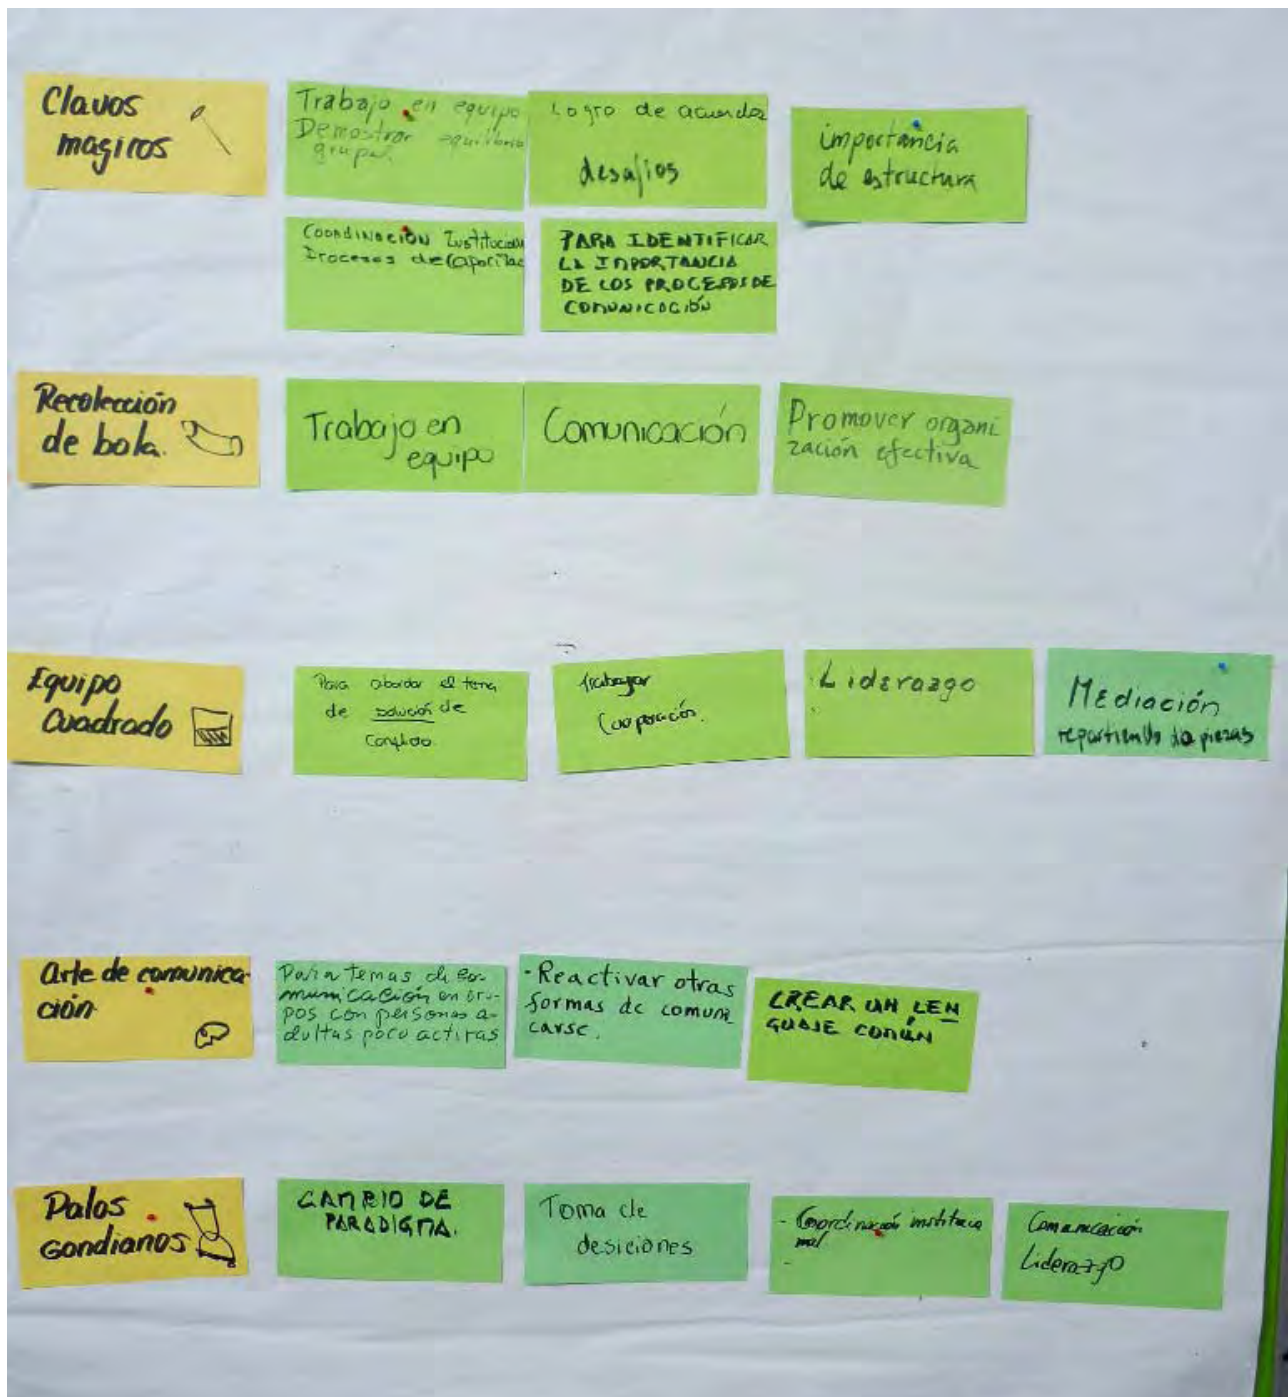 Clavos
magicos
Trabajo en equipo
Demostrar equilibrio
grupal.
Logro de acuerdos
desafios
importancia
de estructura
COORDINACIÓN Institucion
Procesos de Capacitac
PARA IDENTIFICAR
LA IMPORTANCIA
DE LOS PROCESOS DE
COMUNICACIÓN
Recolección
de bola.
Trabajo en
equipo
Comunicación
Promover organi
zación efectiva
Equipo
Cuadrado
Para abordar el tema
de solución de
Conflicto.
Trabajar
Cooperación.
Liderazgo
Mediación
repartiendo piezas
Arte de comunica-
ción
Para temas de co-
municación en gru-
pos con personas a-
dultas poco activas
- Reactivar otras
formas de comuni
carse.
CREAR UN LEN
GUAJE COMÚN
Palos
Gondianos
CAMBIO DE
PARADIGMA.
Toma de
desiciones
- Coordinación institucio
nal
-
Comunicación
Liderazgo